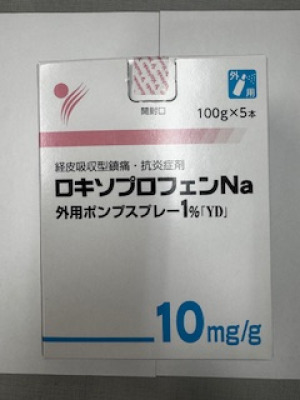 外用
開封口
100g×5本
経皮吸収型鎮痛・抗炎症剤
ロキソプロフェンNa
外用ポンプスプレー1%「YD」
10mg/g